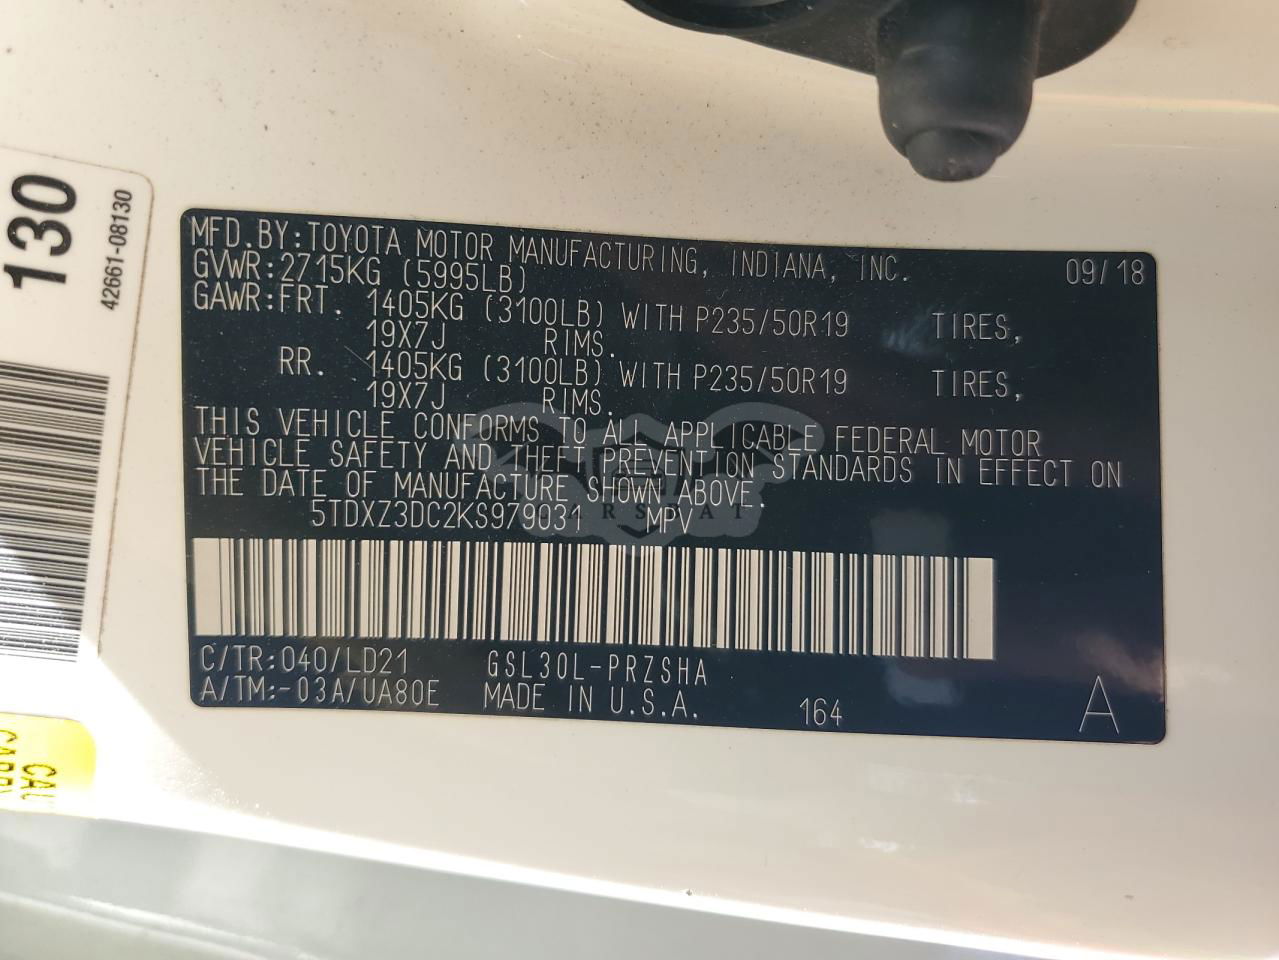 MFD.BY:TOYOTA MOTOR MANUFACTURING, INDIANA, INC. 09/18
GVWR:2715KG (5995LB)
GAWR:FRT. 1405KG (3100LB) WITH P235/50R19 TIRES,
19X7J RIMS.
RR. 1405KG (3100LB) WITH P235/50R19 TIRES,
19X7J RIMS.
THIS VEHICLE CONFORMS TO ALL APPLICABLE FEDERAL MOTOR
VEHICLE SAFETY AND THEFT PREVENTION STANDARDS IN EFFECT ON
THE DATE OF MANUFACTURE SHOWN ABOVE.
5TDXZ3DC2KS979031 MPV
C/TR:040/LD21 GSL30L-PRZSHA
A/TM:-03A/UA80E MADE IN U.S.A. 164 A
130
42661-08130